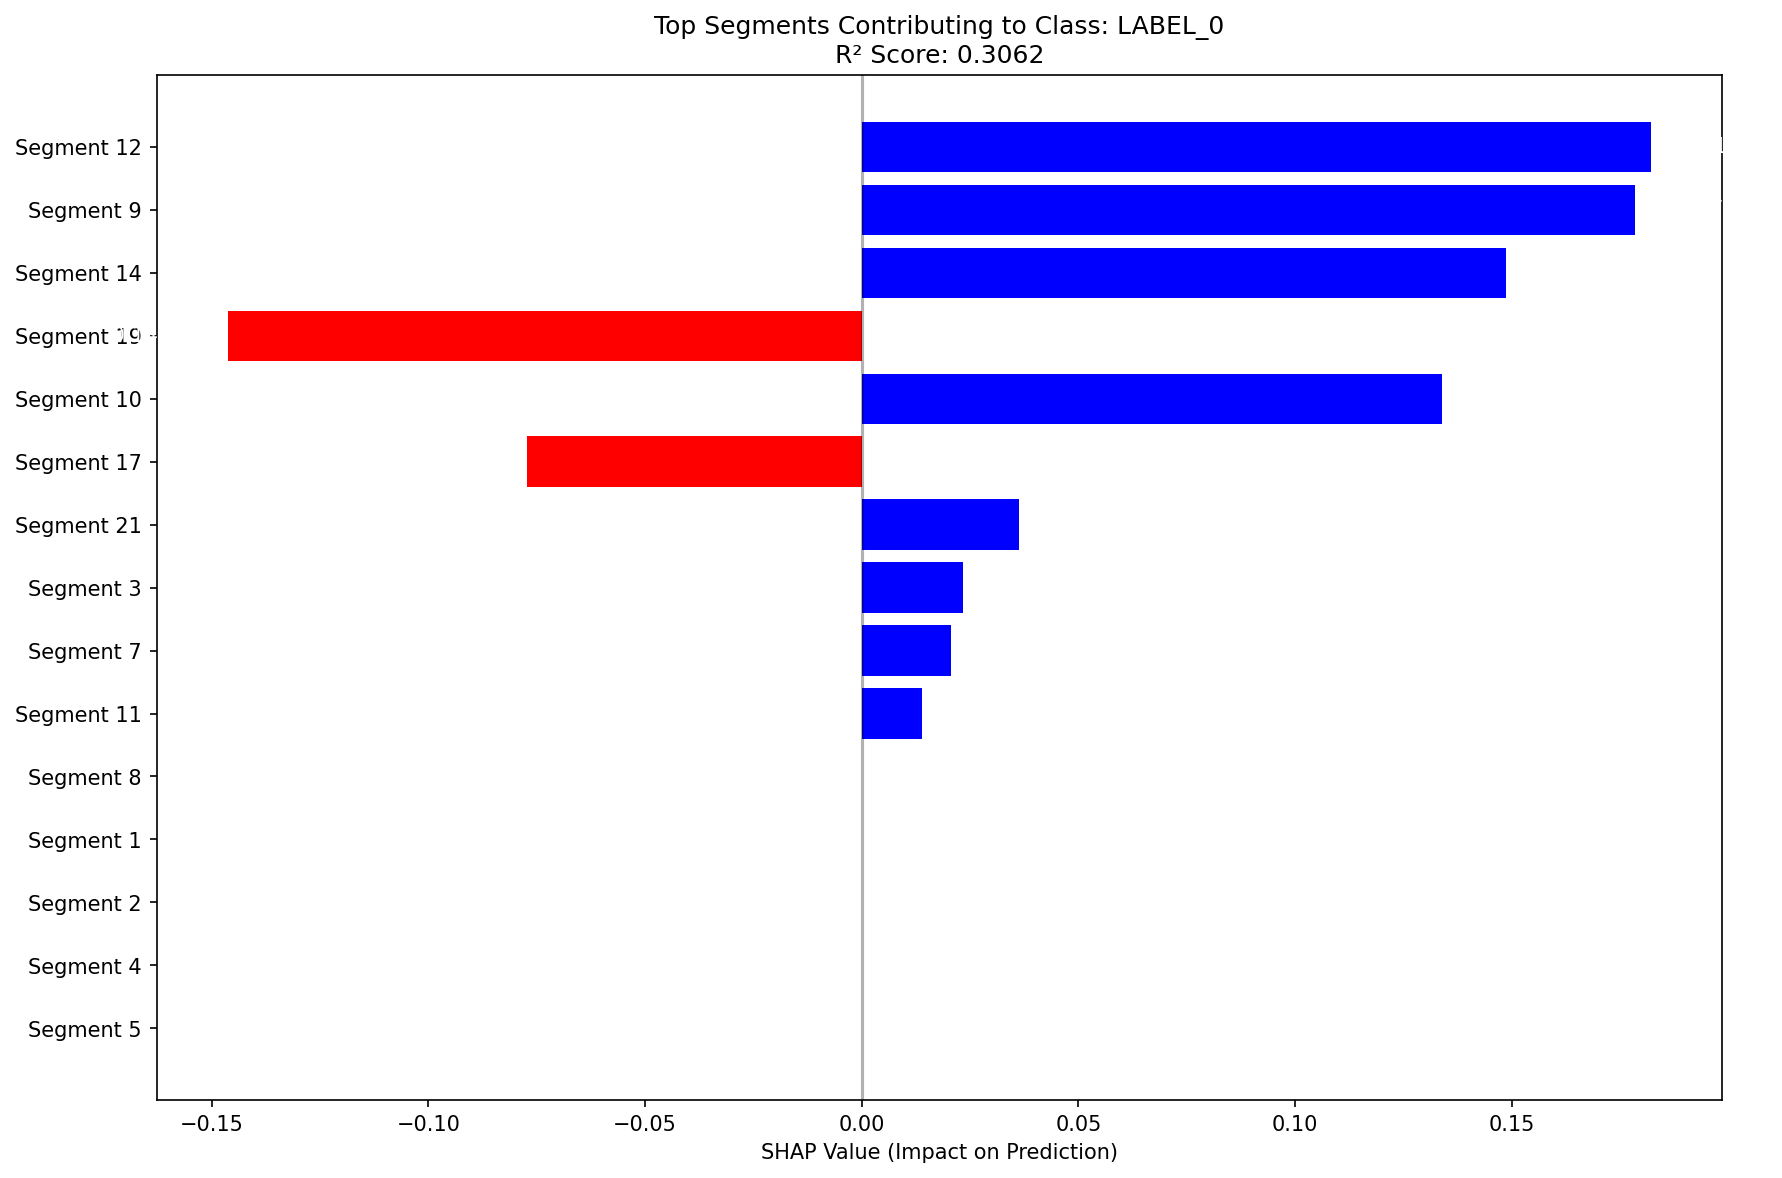 Top Segments Contributing to Class: LABEL_0
R² Score: 0.3062
Segment 12
Segment 9
Segment 14
Segment 19
Segment 10
Segment 17
Segment 21
Segment 3
Segment 7
Segment 11
Segment 8
Segment 1
Segment 2
Segment 4
Segment 5
−0.15 −0.10 −0.05 0.00 0.05 0.10 0.15
SHAP Value (Impact on Prediction)